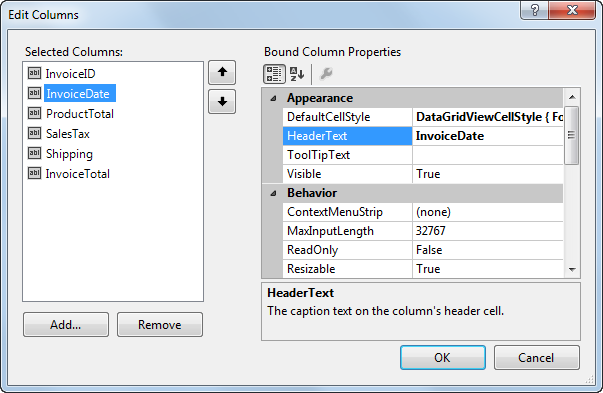 Edit Columns
Selected Columns:
abl InvoiceID
abl InvoiceDate
abl ProductTotal
abl SalesTax
abl Shipping
abl InvoiceTotal
Add...
Remove
Bound Column Properties
Appearance
DefaultCellStyle DataGridViewCellStyle { Fo
HeaderText InvoiceDate
ToolTipText
Visible True
Behavior
ContextMenuStrip (none)
MaxInputLength 32767
ReadOnly False
Resizable True
HeaderText
The caption text on the column's header cell.
OK
Cancel